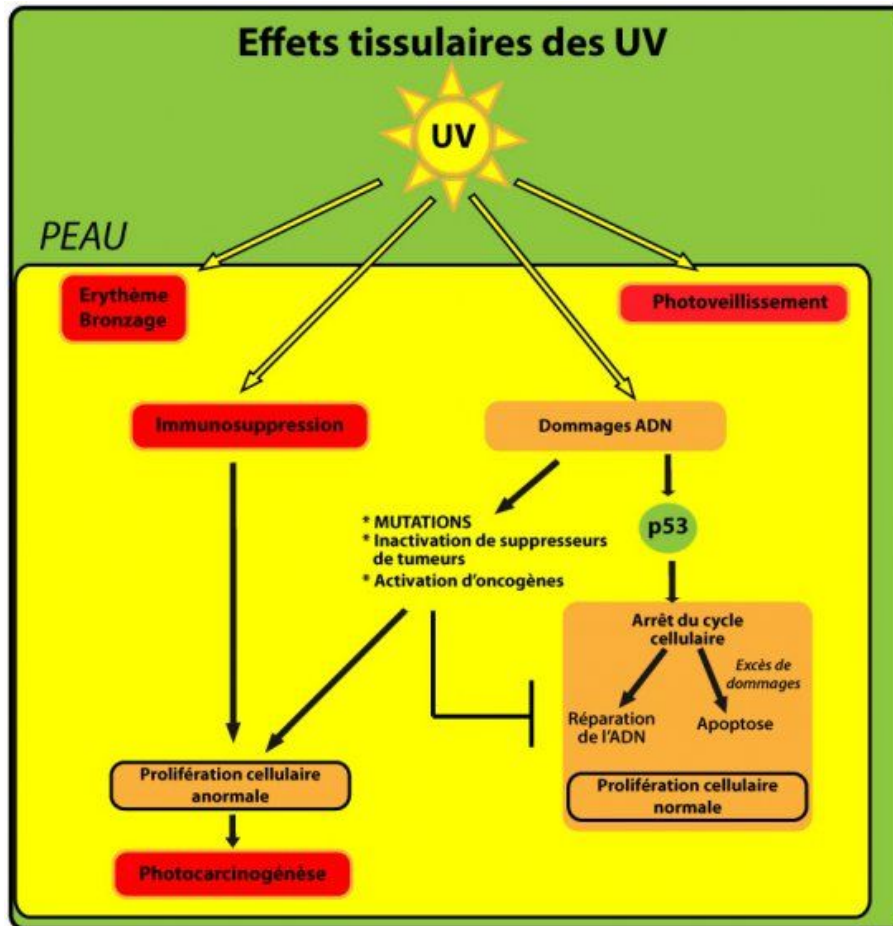 Effets tissulaires des UV
UV
PEAU
Erythème
Bronzage
Photoveillissement
Immunosuppression
Dommages ADN
* MUTATIONS
* Inactivation de suppresseurs
de tumeurs
* Activation d'oncogènes
p53
Arrêt du cycle
cellulaire
Excès de
dommages
Réparation
de l'ADN
Apoptose
Prolifération cellulaire
normale
Prolifération cellulaire
anormale
Photocarcinogénèse